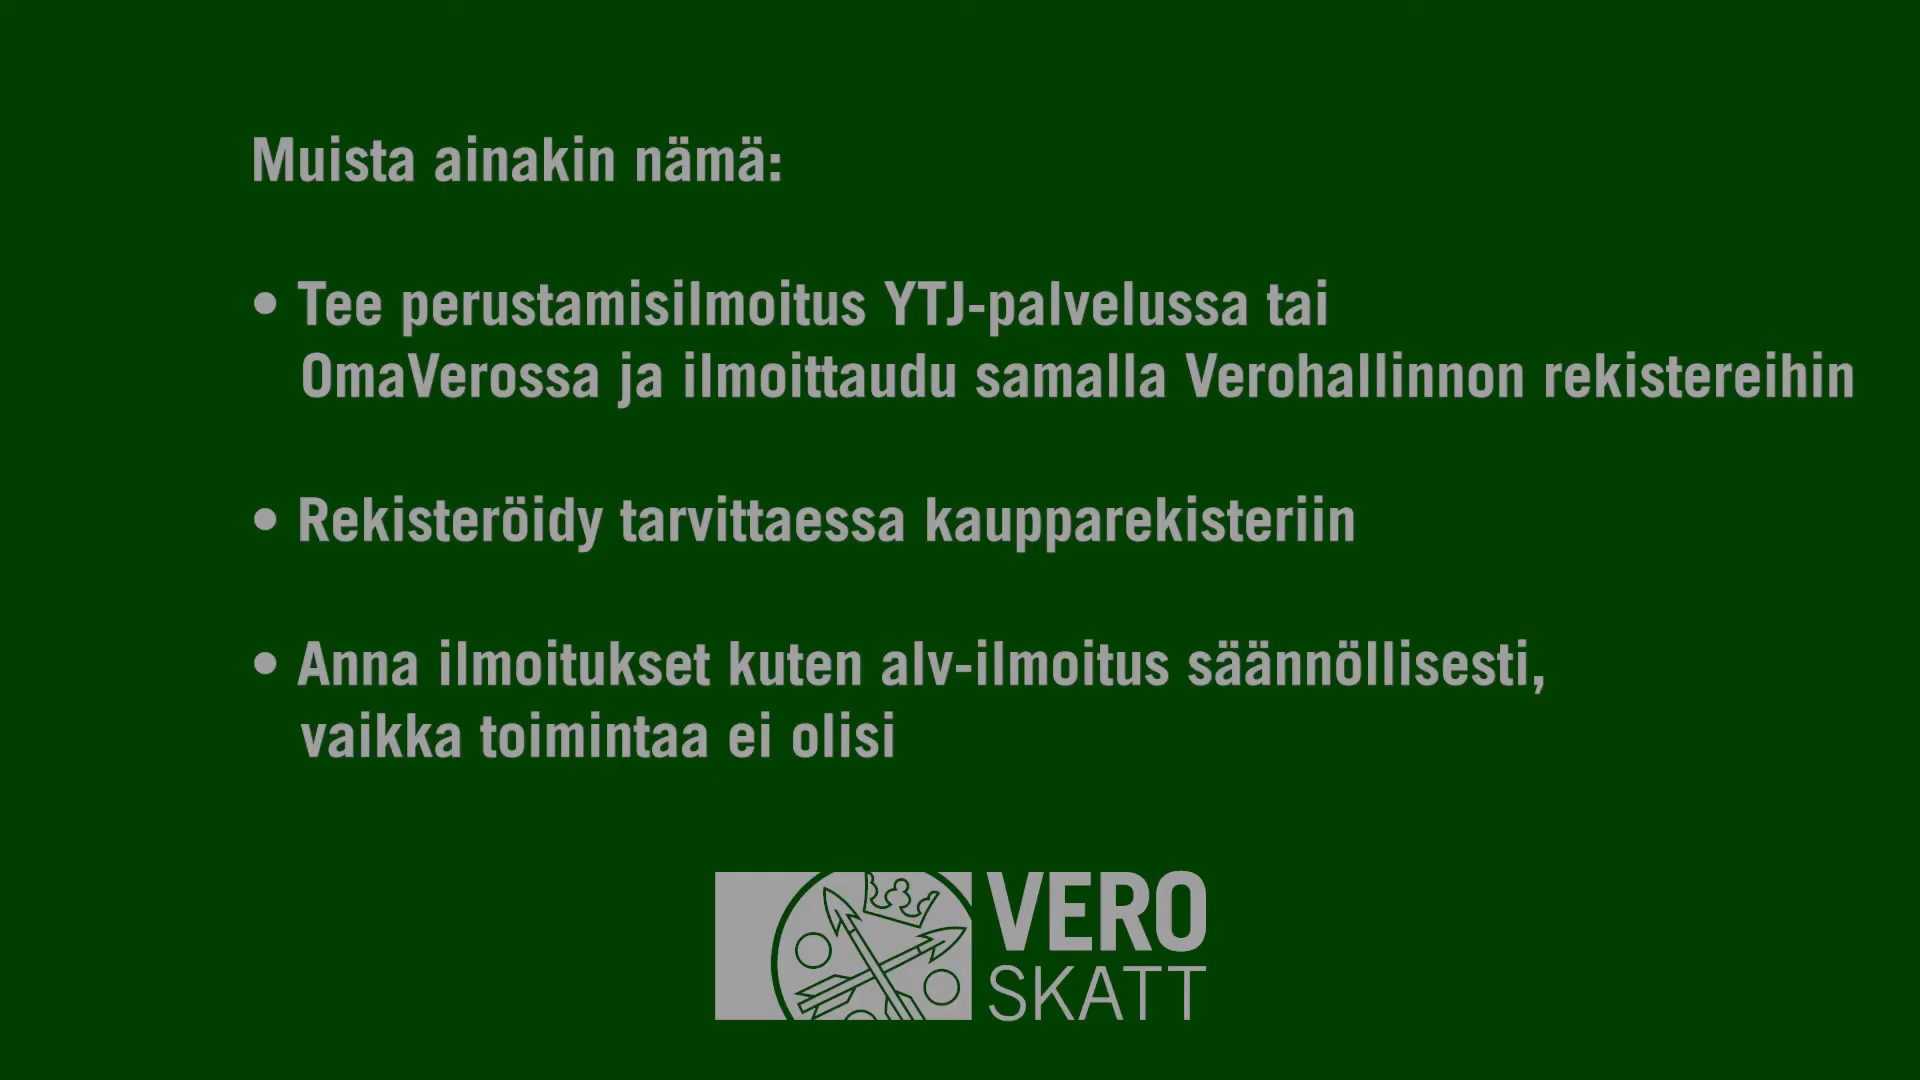 Muista ainakin nämä:
• Tee perustamisilmoitus YTJ-palvelussa tai
OmaVerossa ja ilmoittaudu samalla Verohallinnon rekistereihin
• Rekisteröidy tarvittaessa kaupparekisteriin
• Anna ilmoitukset kuten alv-ilmoitus säännöllisesti,
vaikka toimintaa ei olisi
VERO
SKATT